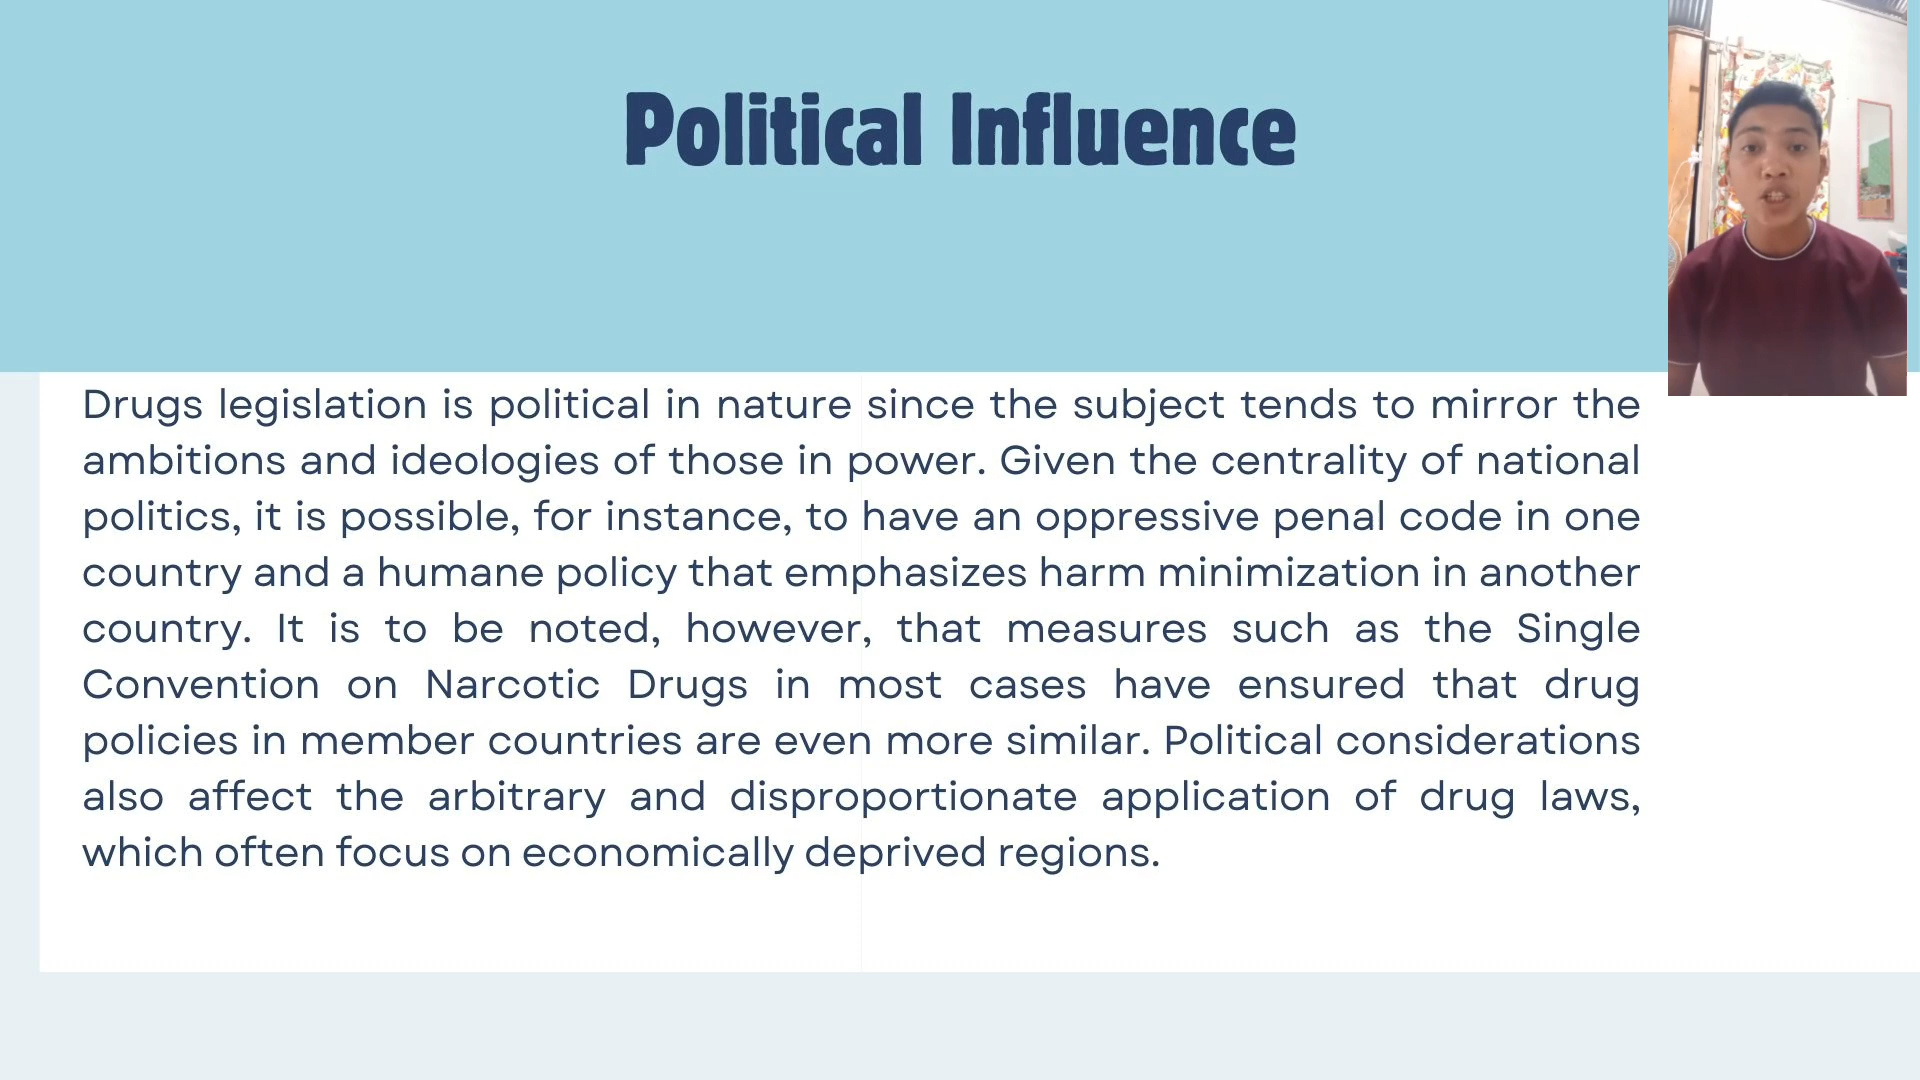 Political Influence
Drugs legislation is political in nature since the subject tends to mirror the
ambitions and ideologies of those in power. Given the centrality of national
politics, it is possible, for instance, to have an oppressive penal code in one
country and a humane policy that emphasizes harm minimization in another
country. It is to be noted, however, that measures such as the Single
Convention on Narcotic Drugs in most cases have ensured that drug
policies in member countries are even more similar. Political considerations
also affect the arbitrary and disproportionate application of drug laws,
which often focus on economically deprived regions.